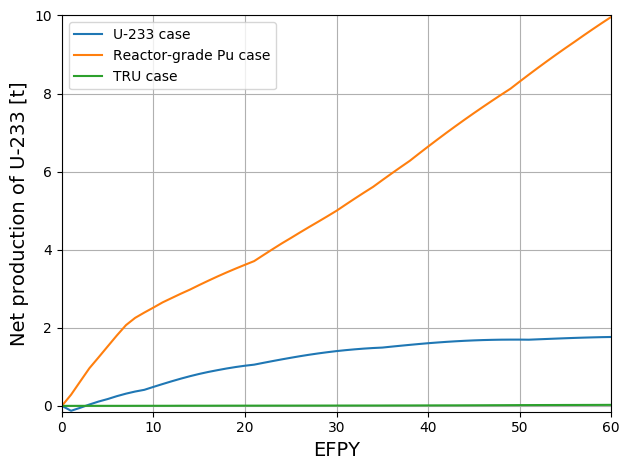 U-233 case
Reactor-grade Pu case
TRU case
Net production of U-233 [t]
10
8
6
4
2
0
0 10 20 30 40 50 60
EFPY